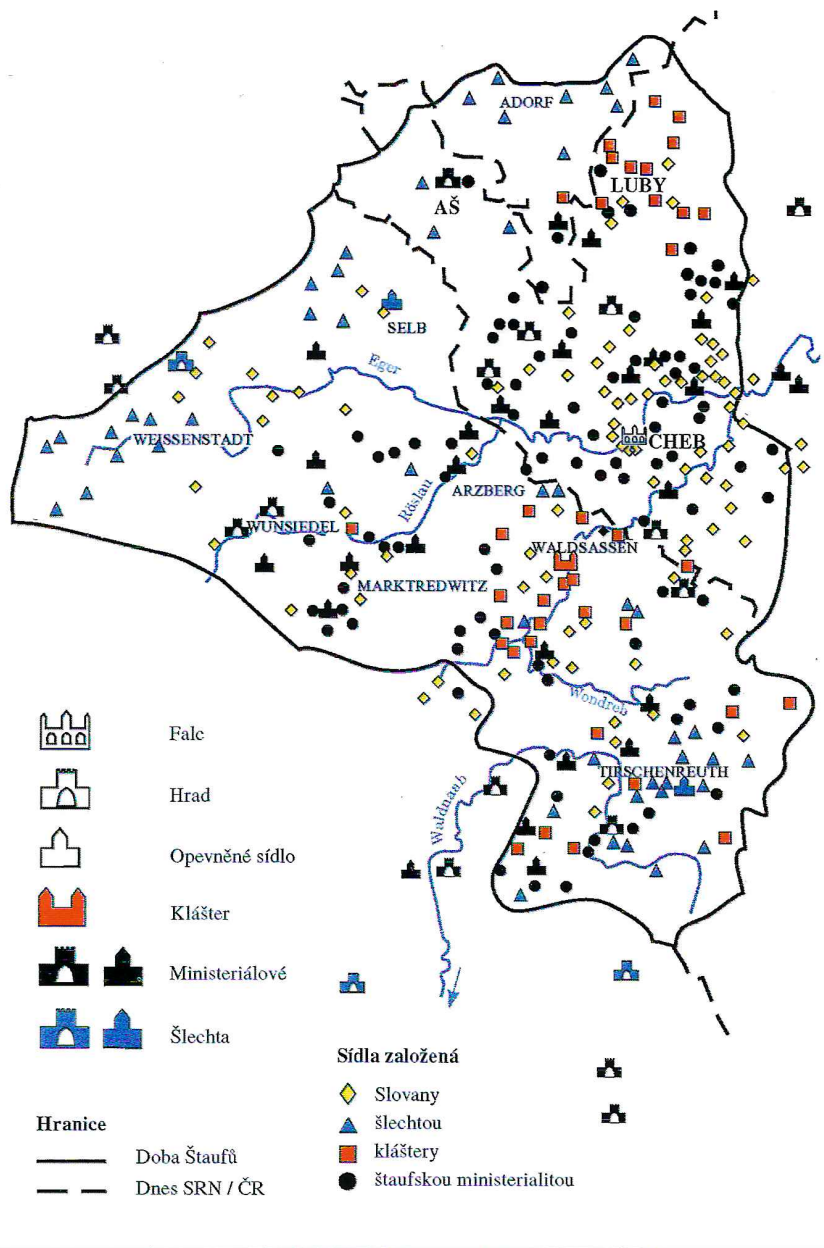 ADORF
LUBY
AŠ
SELB
Eger
WEISSENSTADT
CHEB
ARZBERG
Röslau
WUNSIEDEL
WALDSASSEN
MARKTREDWITZ
Wondreb
TIRSCHENREUTH
Waldnaab
Falc
Hrad
Opevněné sídlo
Klášter
Ministeriálové
Šlechta
Sídla založená
Slovany
šlechtou
kláštery
štaufskou ministerialitou
Hranice
Doba Štaufů
Dnes SRN / ČR